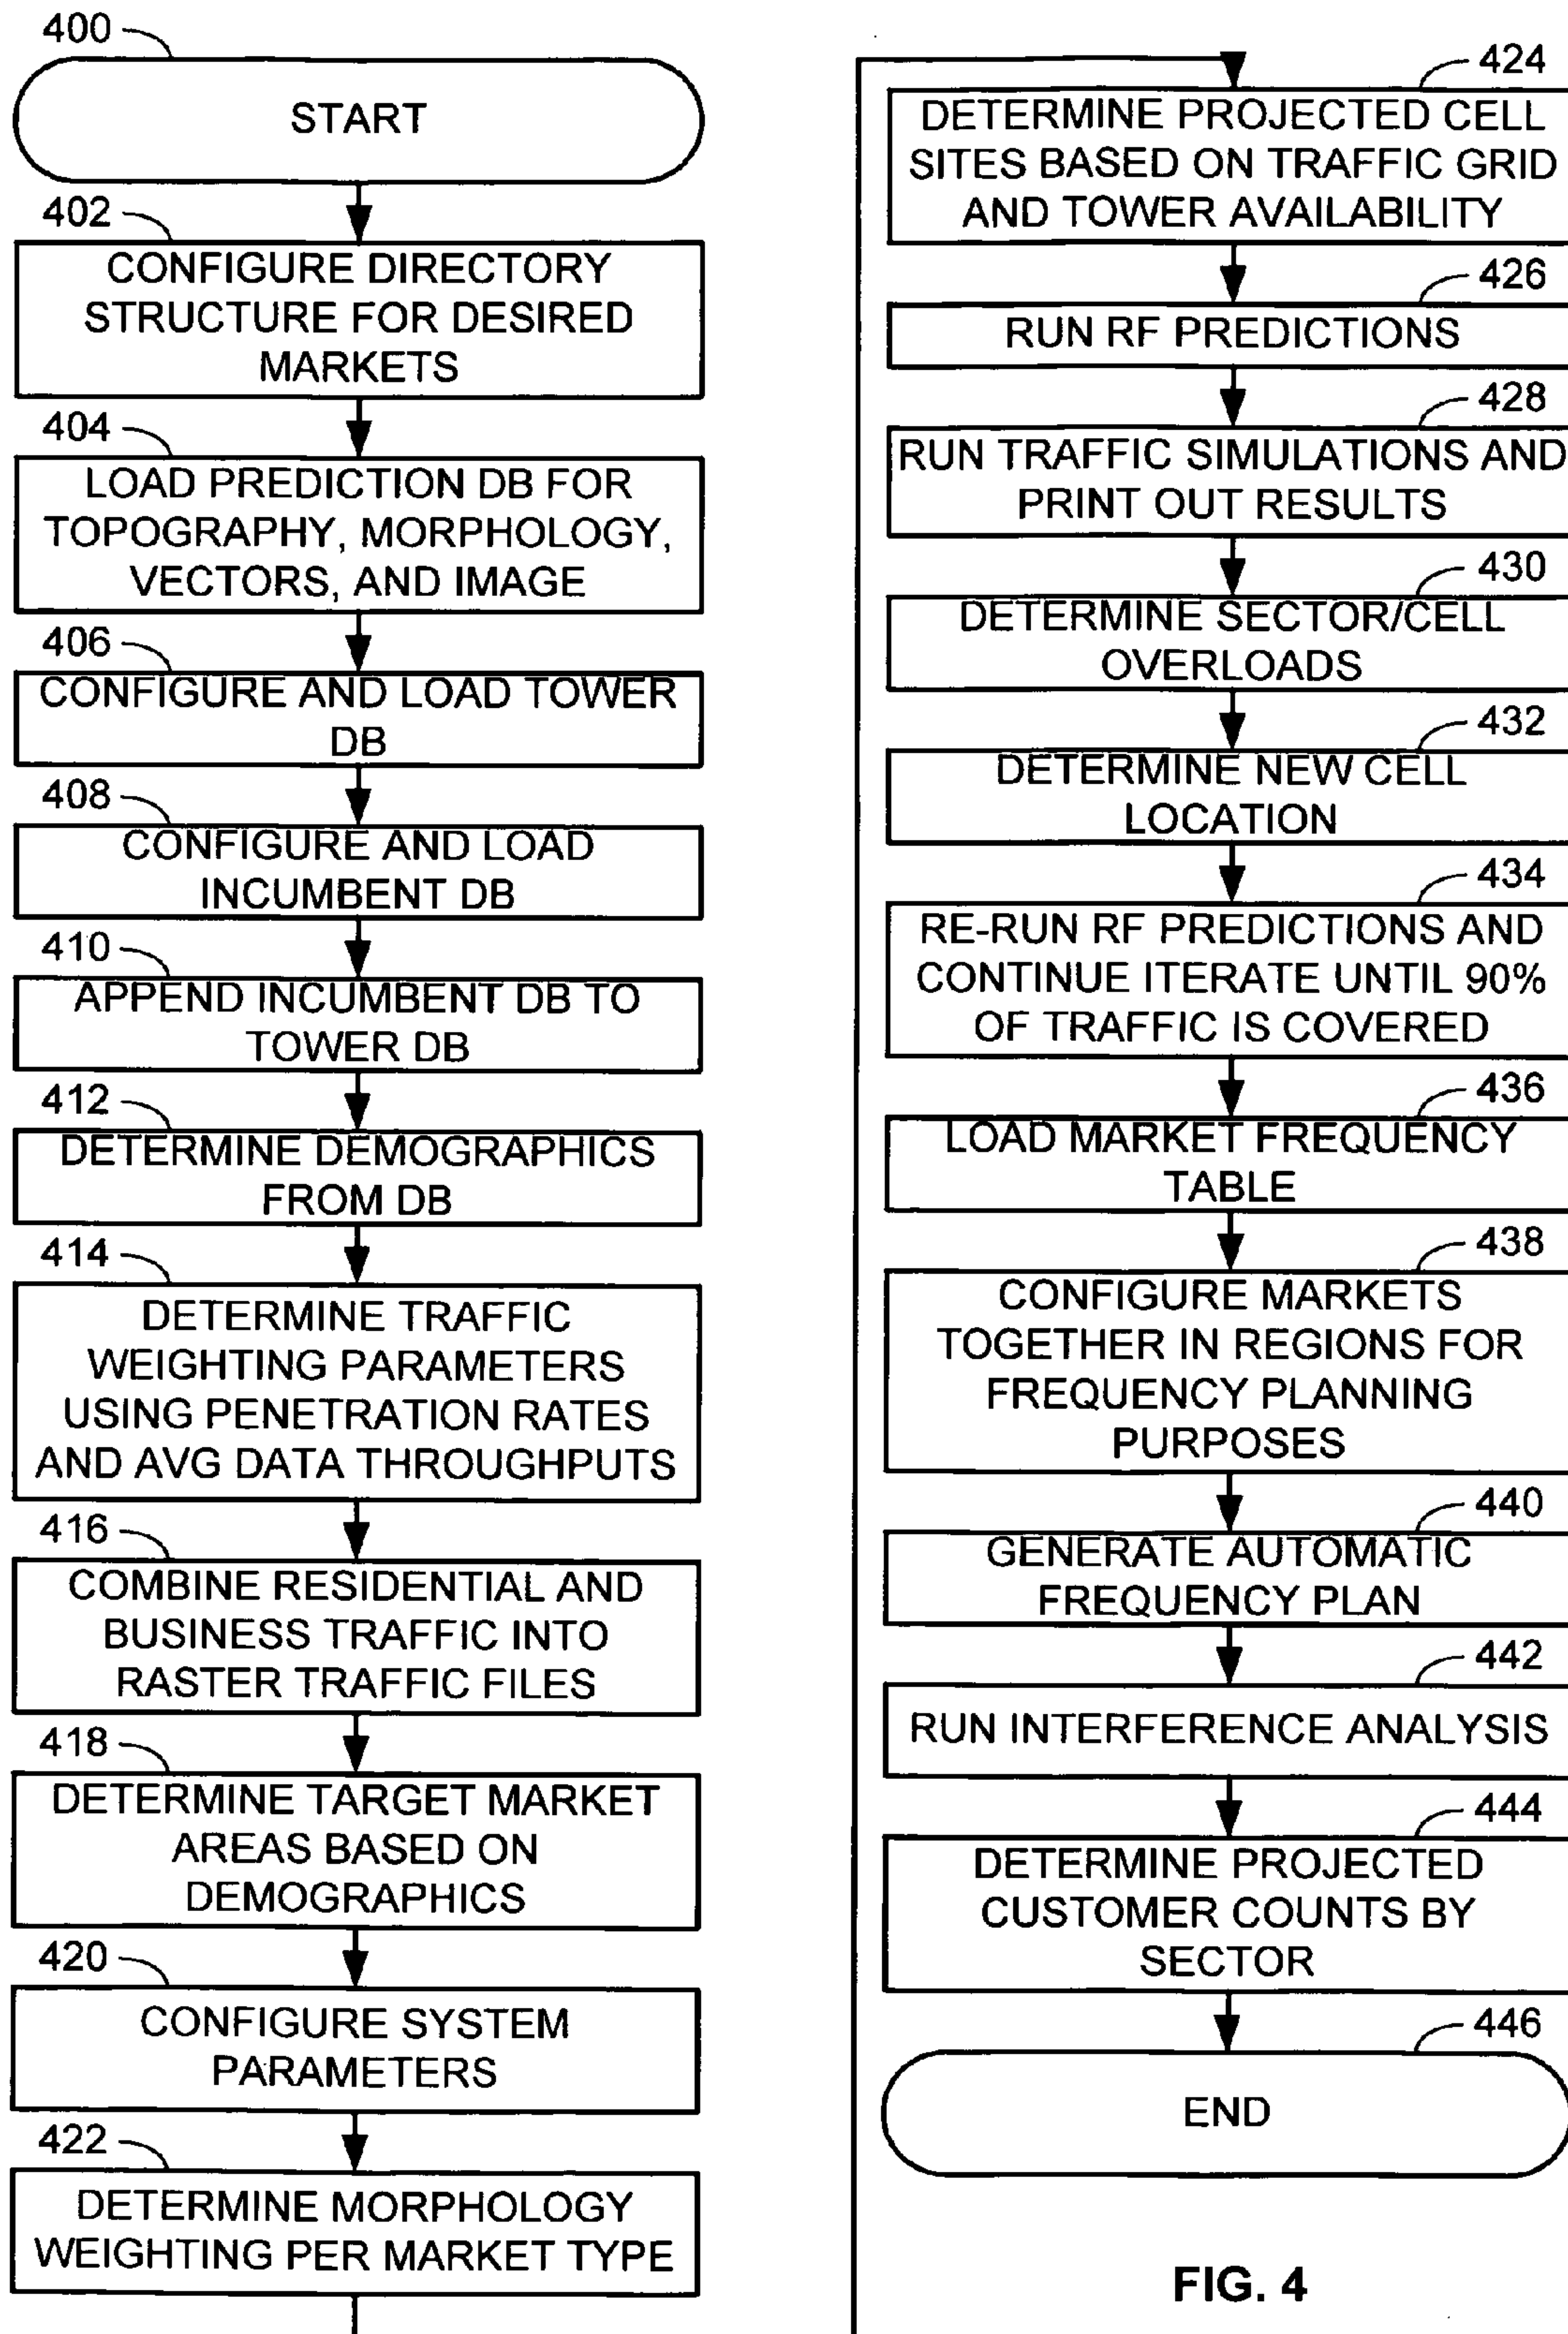 400
START
402
CONFIGURE DIRECTORY
STRUCTURE FOR DESIRED
MARKETS
404
LOAD PREDICTION DB FOR
TOPOGRAPHY, MORPHOLOGY,
VECTORS, AND IMAGE
406
CONFIGURE AND LOAD TOWER
DB
408
CONFIGURE AND LOAD
INCUMBENT DB
410
APPEND INCUMBENT DB TO
TOWER DB
412
DETERMINE DEMOGRAPHICS
FROM DB
414
DETERMINE TRAFFIC
WEIGHTING PARAMETERS
USING PENETRATION RATES
AND AVG DATA THROUGHPUTS
416
COMBINE RESIDENTIAL AND
BUSINESS TRAFFIC INTO
RASTER TRAFFIC FILES
418
DETERMINE TARGET MARKET
AREAS BASED ON
DEMOGRAPHICS
420
CONFIGURE SYSTEM
PARAMETERS
422
DETERMINE MORPHOLOGY
WEIGHTING PER MARKET TYPE
424
DETERMINE PROJECTED CELL
SITES BASED ON TRAFFIC GRID
AND TOWER AVAILABILITY
426
RUN RF PREDICTIONS
428
RUN TRAFFIC SIMULATIONS AND
PRINT OUT RESULTS
430
DETERMINE SECTOR/CELL
OVERLOADS
432
DETERMINE NEW CELL
LOCATION
434
RE-RUN RF PREDICTIONS AND
CONTINUE ITERATE UNTIL 90%
OF TRAFFIC IS COVERED
436
LOAD MARKET FREQUENCY
TABLE
438
CONFIGURE MARKETS
TOGETHER IN REGIONS FOR
FREQUENCY PLANNING
PURPOSES
440
GENERATE AUTOMATIC
FREQUENCY PLAN
442
RUN INTERFERENCE ANALYSIS
444
DETERMINE PROJECTED
CUSTOMER COUNTS BY
SECTOR
446
END
FIG. 4